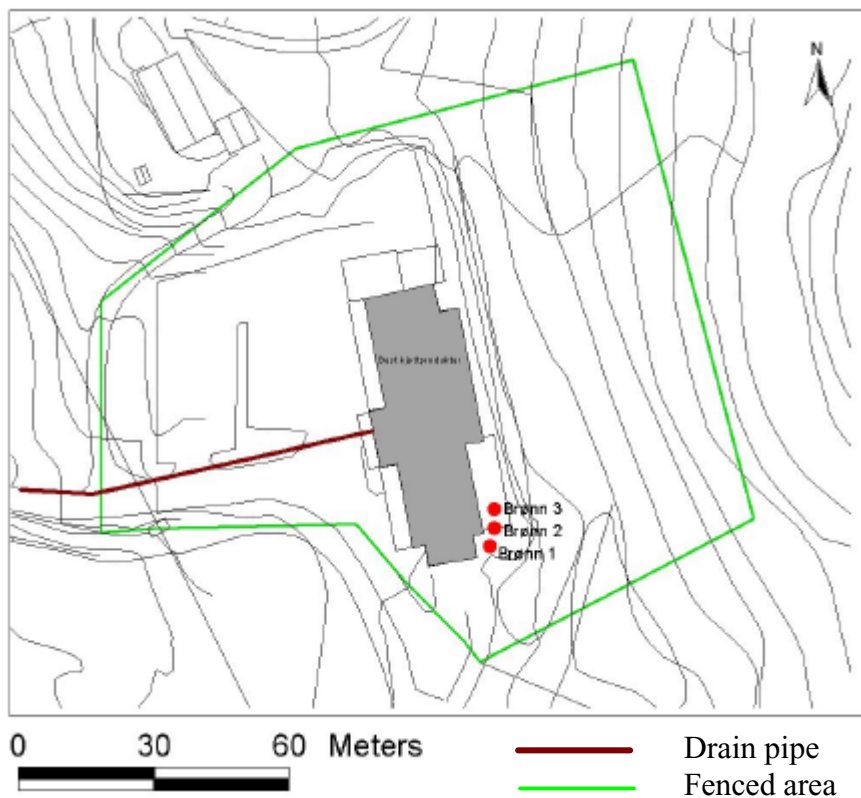 N
Brønn 3
Brønn 2
Brønn 1
0 30 60 Meters
Drain pipe
Fenced area